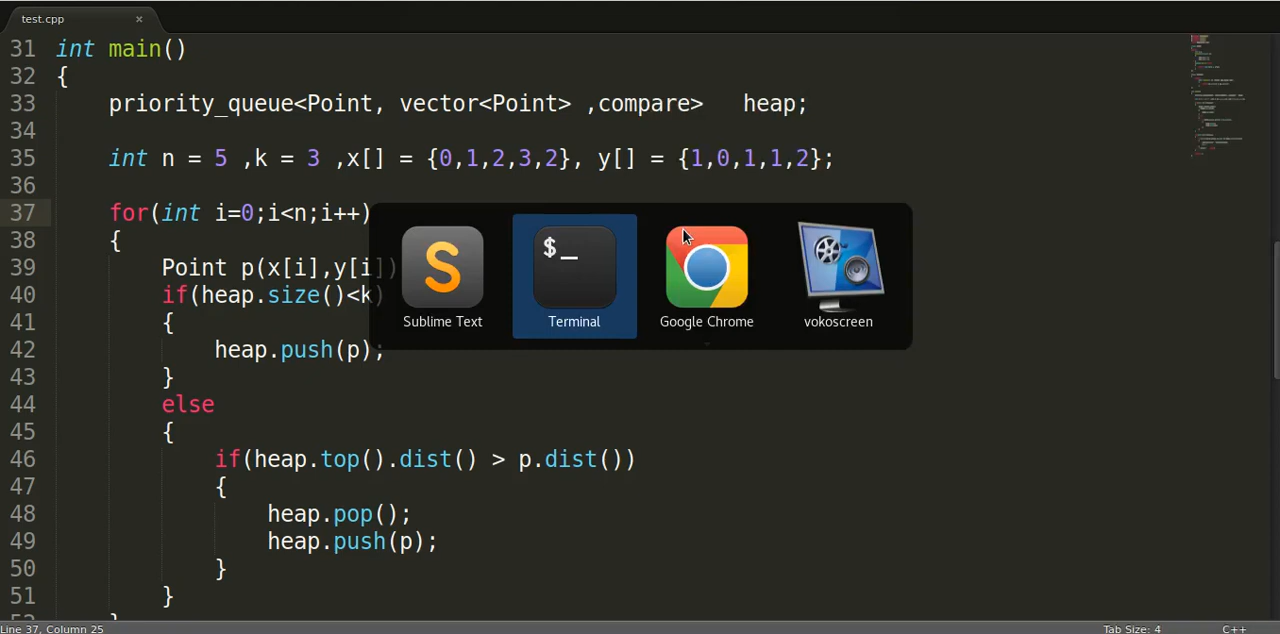 test.cpp ×
31 int main()
32 {
33 priority_queue<Point, vector<Point> ,compare> heap;
34
35 int n = 5 ,k = 3 ,x[] = {0,1,2,3,2}, y[] = {1,0,1,1,2};
36
37 for(int i=0;i<n;i++)
38 {
39 Point p(x[i],y[i])
40 if(heap.size()<k)
41 {
42 heap.push(p);
43 }
44 else
45 {
46 if(heap.top().dist() > p.dist())
47 {
48 heap.pop();
49 heap.push(p);
50 }
51 }
S
$_
Sublime Text Terminal Google Chrome vokoscreen
Line 37, Column 25 Tab Size: 4 C++